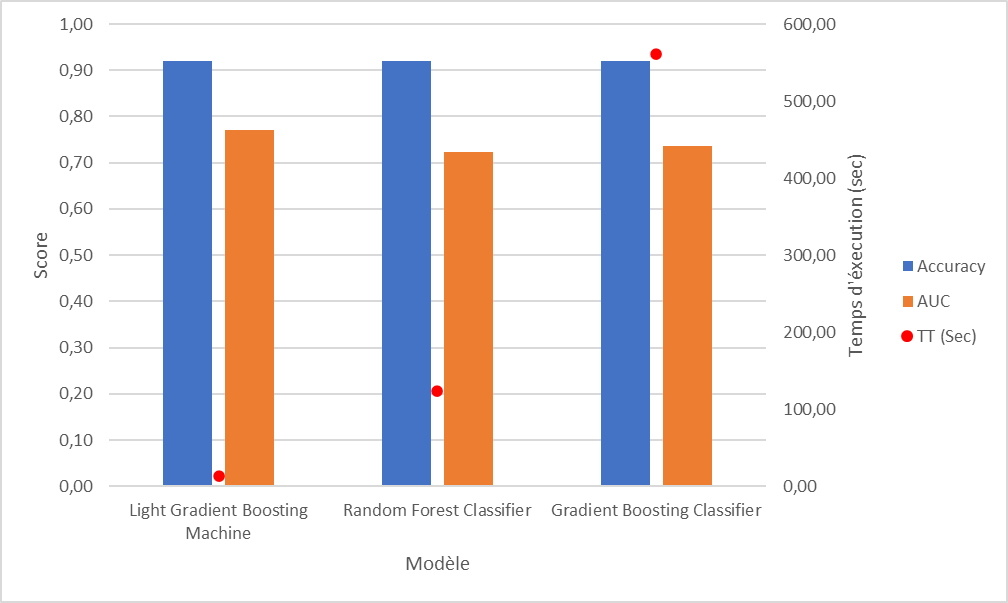 1,00
0,90
0,80
0,70
0,60
0,50
0,40
0,30
0,20
0,10
0,00
Score
600,00
500,00
400,00
300,00
200,00
100,00
0,00
Temps d'éxecution (sec)
Light Gradient Boosting
Machine
Random Forest Classifier
Gradient Boosting Classifier
Modèle
Accuracy
AUC
TT (Sec)